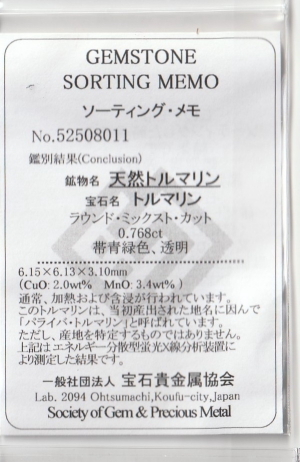 GEMSTONE
SORTING MEMO
ソーティング・メモ
No.52508011
鑑別結果(Conclusion)
鉱物名 天然トルマリン
宝石名 トルマリン
ラウンド・ミックスト・カット
0.768ct
帯青緑色、透明
6.15×6.13×3.10mm
(CuO: 2.0wt% MnO: 3.4wt% )
通常、加熱および含浸が行われています。
このトルマリンは、当初産出された地名に因んで
「パライバ・トルマリン」と呼ばれています。
ただし、産地を特定するものではありません。
上記はエネルギー分散型蛍光X線分析装置に
より測定した結果です。
一般社団法人 宝石貴金属協会
Lab. 2094 Ohtsumachi,Koufu-city,Japan
Society of Gem & Precious Metal